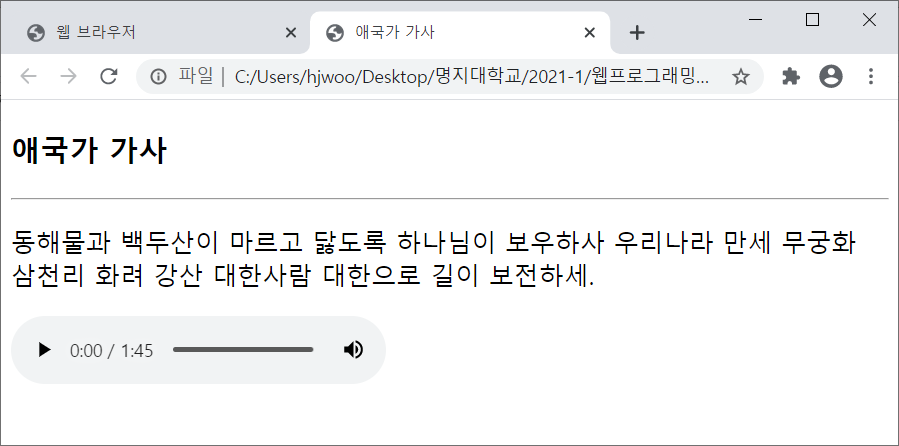 웹 브라우저
애국가 가사
파일 | C:/Users/hjwoo/Desktop/명지대학교/2021-1/웹프로그래밍...
애국가 가사
동해물과 백두산이 마르고 닳도록 하나님이 보우하사 우리나라 만세 무궁화
삼천리 화려 강산 대한사람 대한으로 길이 보전하세.
0:00 / 1:45